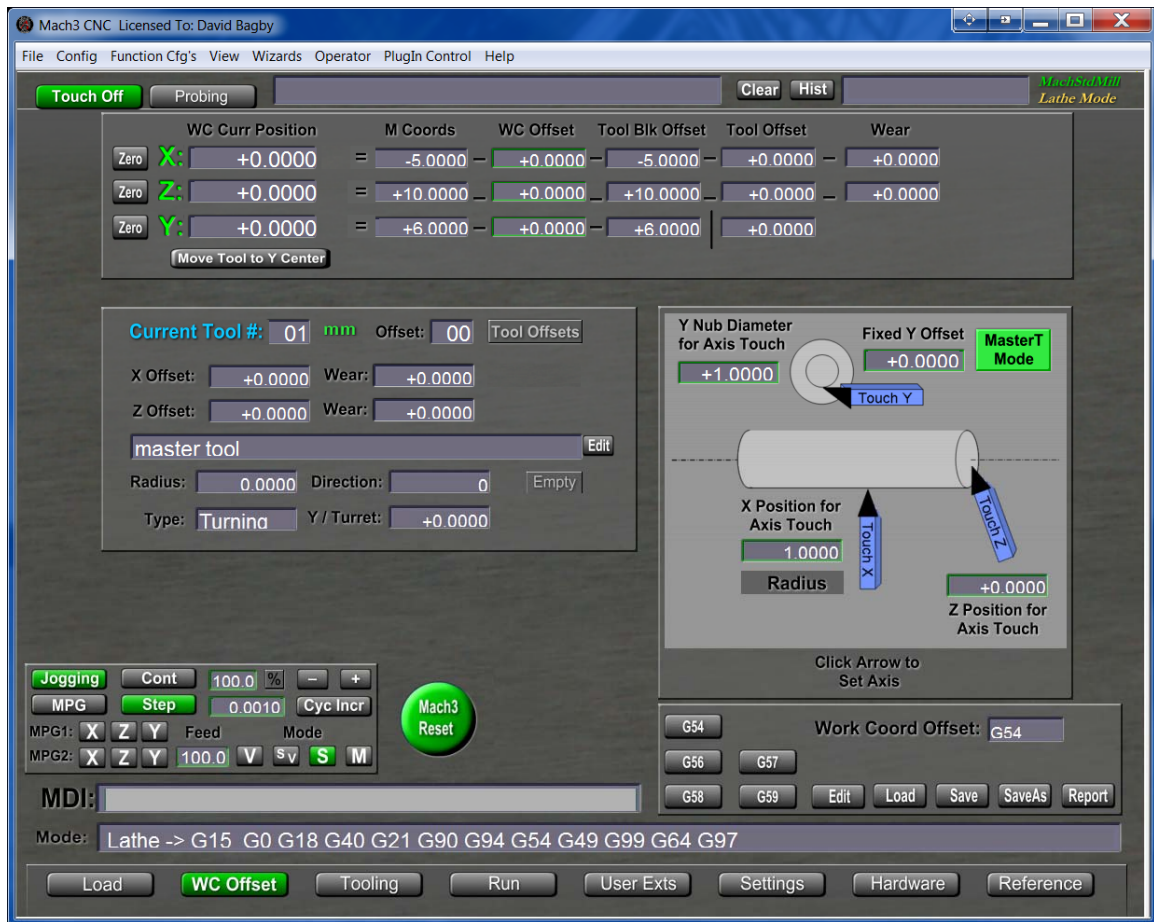 Mach3 CNC Licensed To: David Bagby
File Config Function Cfg's View Wizards Operator PlugIn Control Help
Touch Off Probing Clear Hist MachStdMill
Lathe Mode
WC Curr Position M Coords WC Offset Tool Blk Offset Tool Offset Wear
Zero X: +0.0000 = -5.0000 – +0.0000 – -5.0000 – +0.0000 – +0.0000
Zero Z: +0.0000 = +10.0000 – +0.0000 – +10.0000 – +0.0000 – +0.0000
Zero Y: +0.0000 = +6.0000 – +0.0000 – +6.0000 | +0.0000
Move Tool to Y Center
Current Tool #: 01 mm Offset: 00 Tool Offsets
X Offset: +0.0000 Wear: +0.0000
Z Offset: +0.0000 Wear: +0.0000
master tool Edit
Radius: 0.0000 Direction: 0 Empty
Type: Turning Y / Turret: +0.0000
Y Nub Diameter
for Axis Touch
+1.0000
Fixed Y Offset
+0.0000
MasterT
Mode
Touch Y
X Position for
Axis Touch
1.0000
Radius
Touch X
Touch Z
+0.0000
Z Position for
Axis Touch
Click Arrow to
Set Axis
Jogging Cont 100.0 % – +
MPG Step 0.0010 Cyc Incr
MPG1: X Z Y Feed Mode
MPG2: X Z Y 100.0 V SV S M
Mach3
Reset
G54 Work Coord Offset: G54
G56 G57
G58 G59 Edit Load Save SaveAs Report
MDI:
Mode: Lathe -> G15 G0 G18 G40 G21 G90 G94 G54 G49 G99 G64 G97
Load WC Offset Tooling Run User Exts Settings Hardware Reference